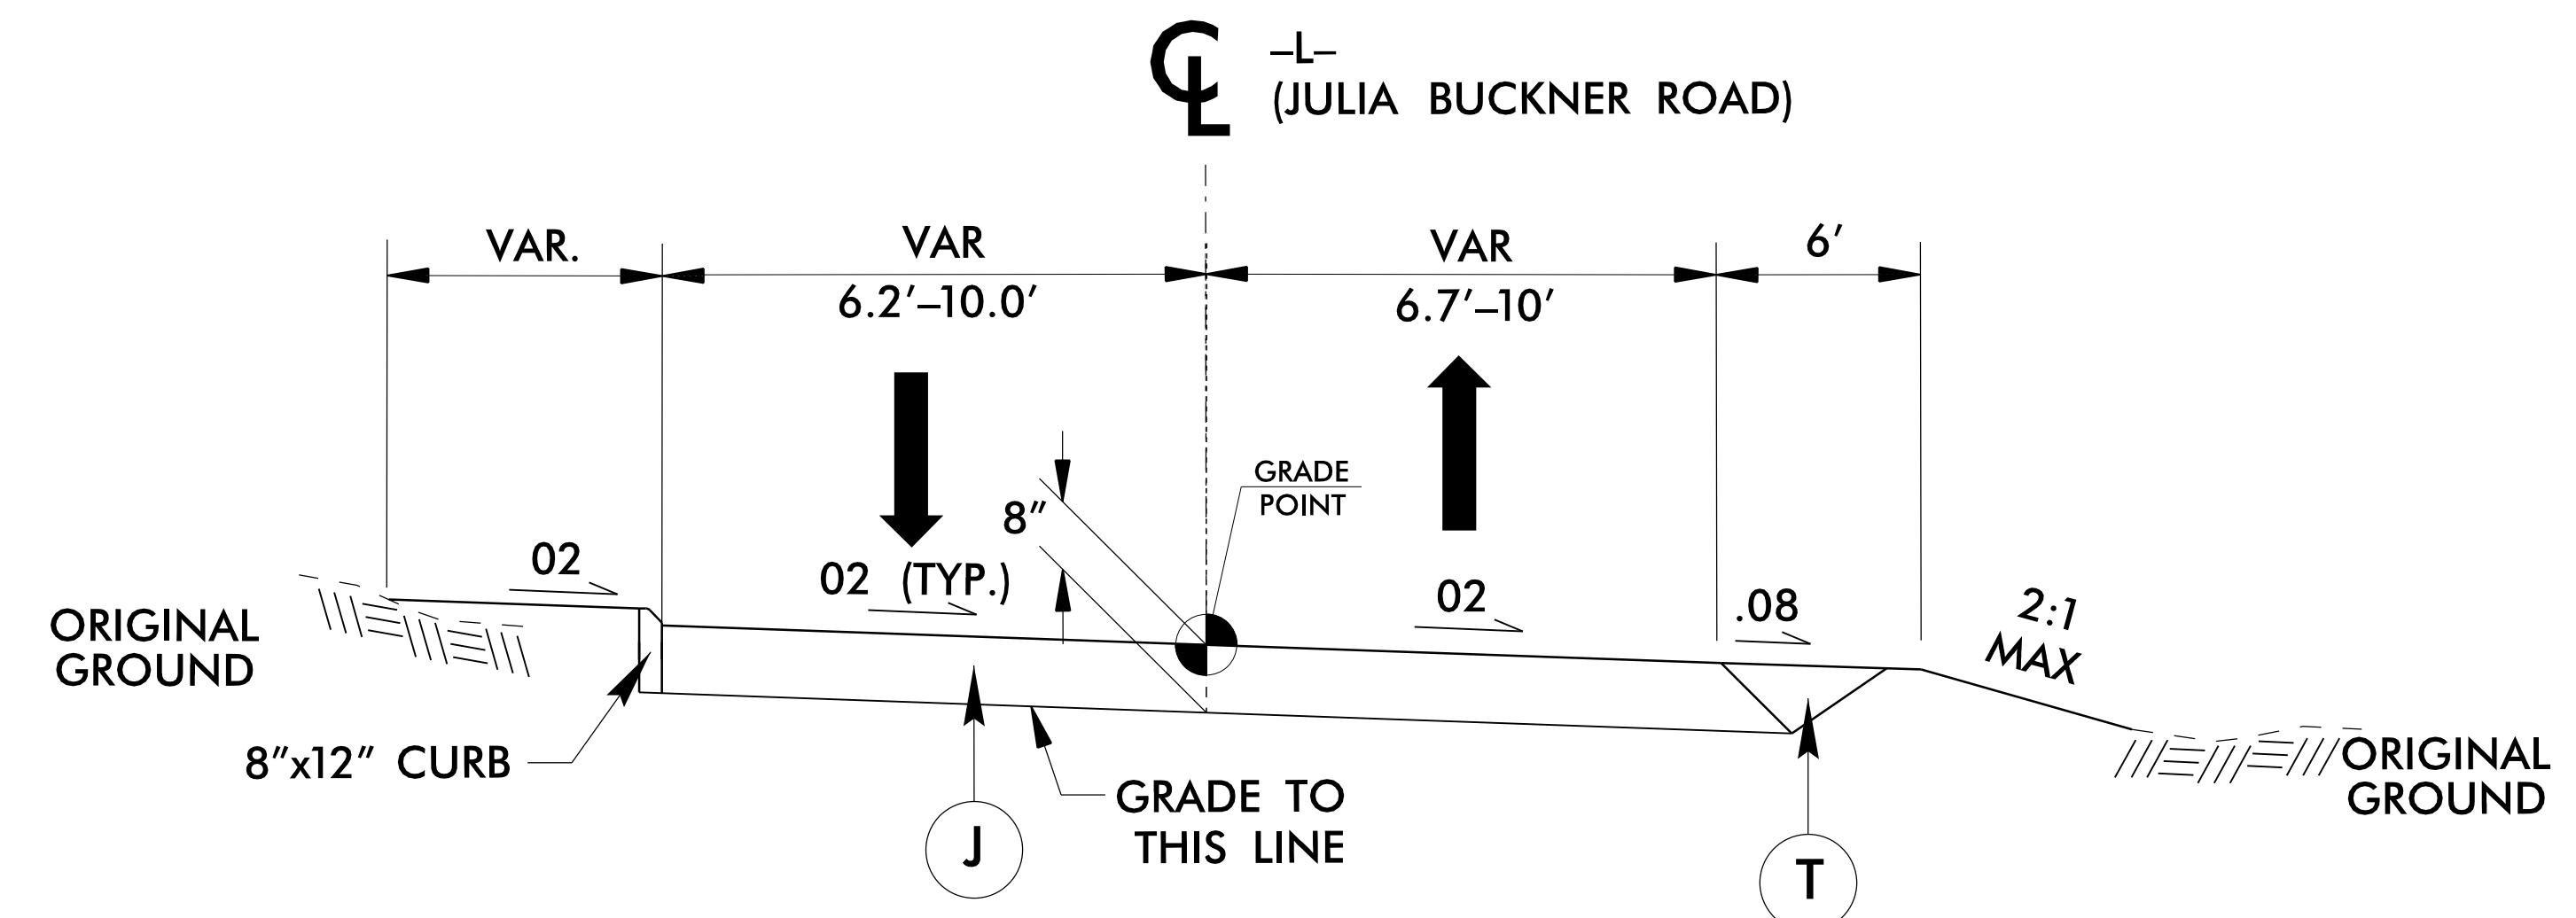 CL
–L–
(JULIA BUCKNER ROAD)
VAR.
VAR
6.2′–10.0′
VAR
6.7′–10′
6′
8″
GRADE
POINT
02
02 (TYP.)
02
.08
2:1
MAX
ORIGINAL
GROUND
8″x12″ CURB
GRADE TO
THIS LINE
ORIGINAL
GROUND
J
T